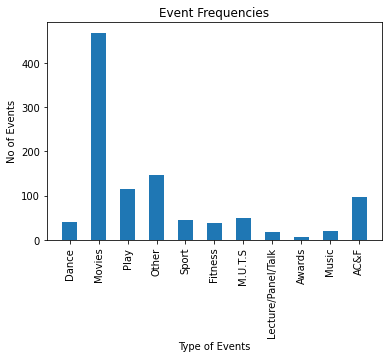 Event Frequencies
No of Events
400
300
200
100
0
Dance
Movies
Play
Other
Sport
Fitness
M.U.T.S
Lecture/Panel/Talk
Awards
Music
AC&F
Type of Events